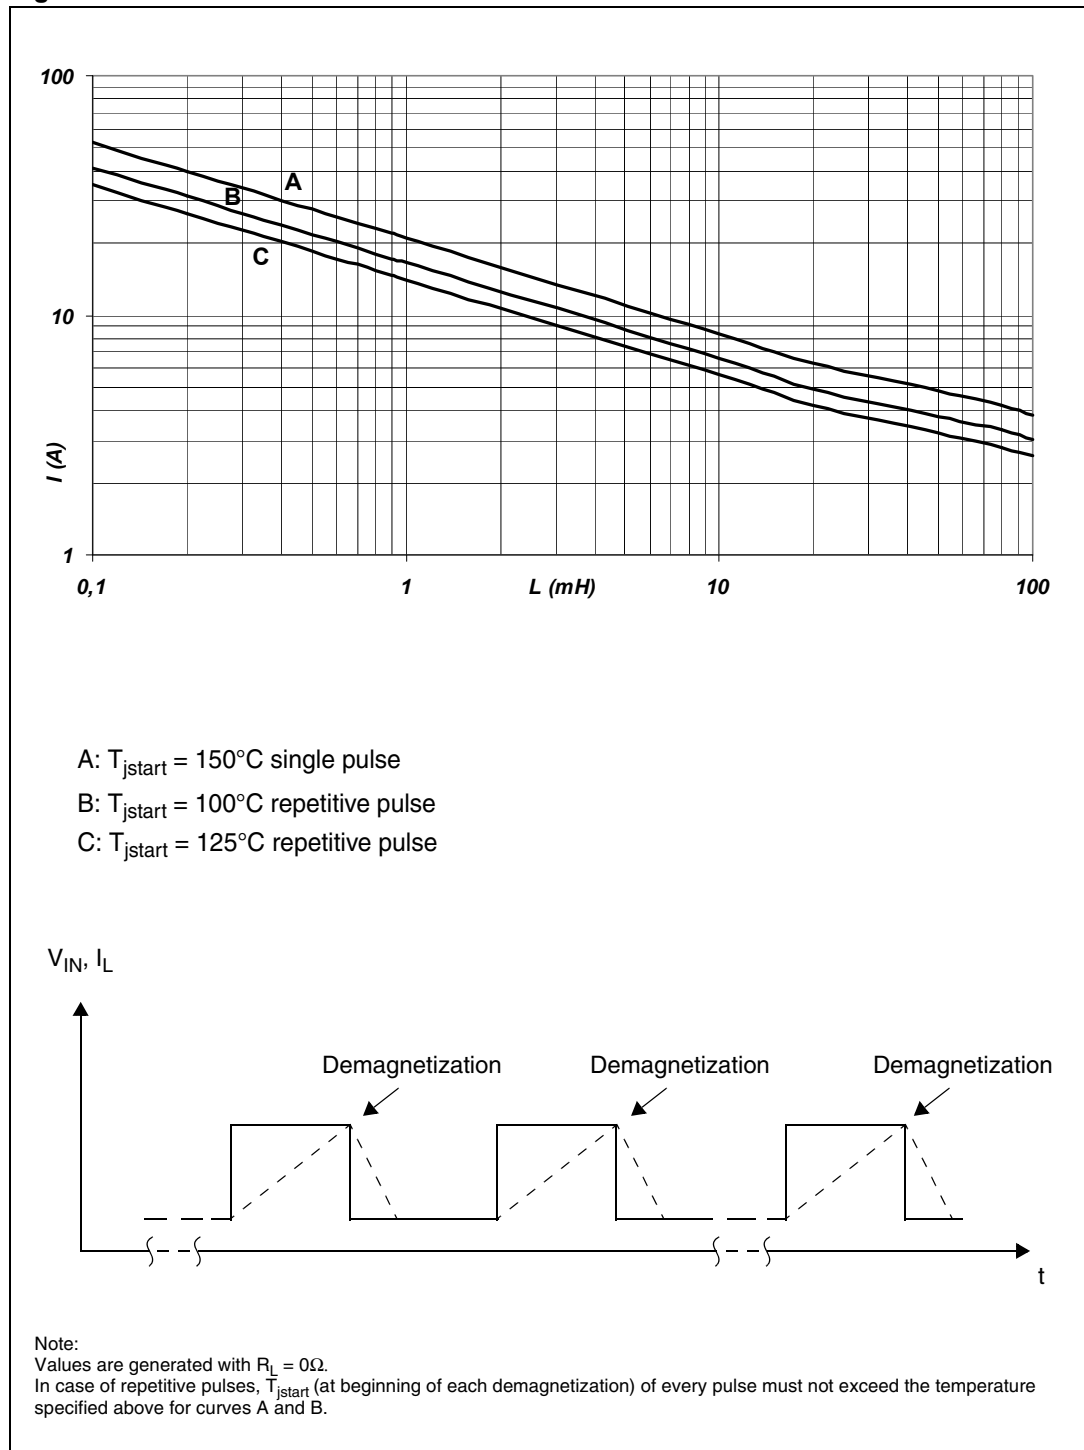 100
A
B
C
10
I (A)
1
0,1 1 L (mH) 10 100
A: Tjstart = 150°C single pulse
B: Tjstart = 100°C repetitive pulse
C: Tjstart = 125°C repetitive pulse
VIN, IL
Demagnetization Demagnetization Demagnetization
t
Note:
Values are generated with RL = 0Ω.
In case of repetitive pulses, Tjstart (at beginning of each demagnetization) of every pulse must not exceed the temperature
specified above for curves A and B.